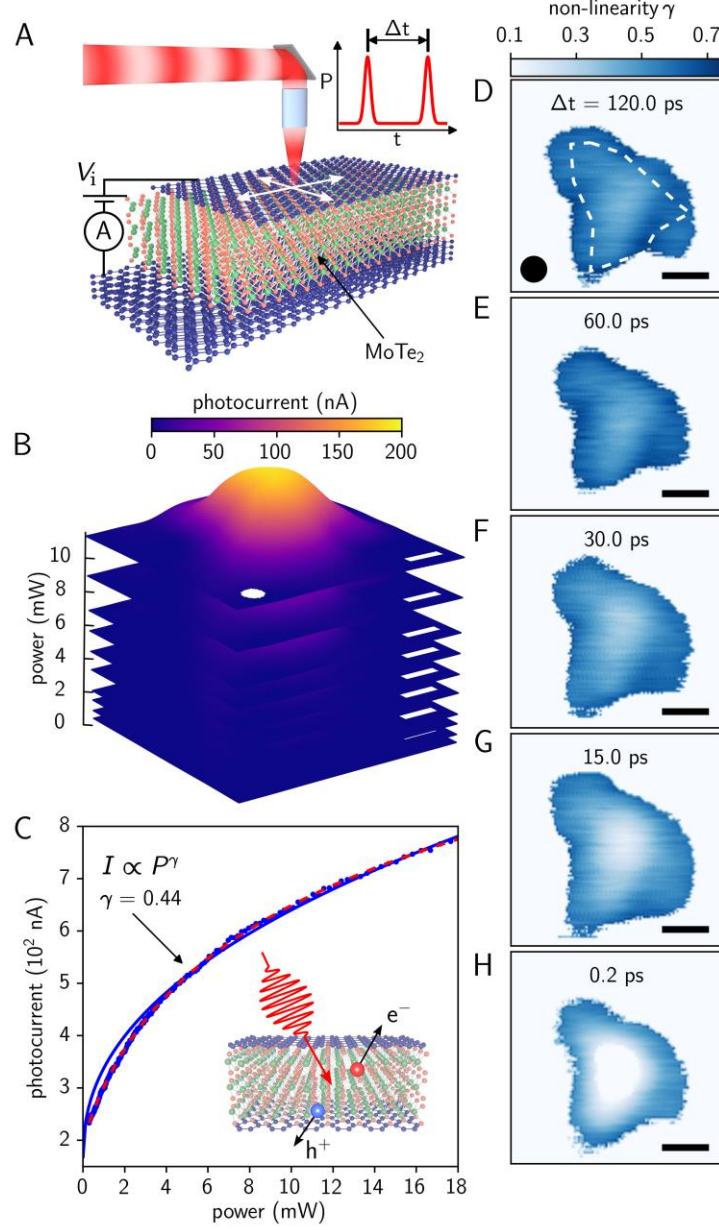 A
Δt
P
t
V_i
A
MoTe₂
B
photocurrent (nA)
0 50 100 150 200
power (mW)
10
8
6
4
2
0
C
photocurrent (10² nA)
8
7
6
5
4
3
2
I ∝ P^γ
γ = 0.44
e⁻
h⁺
0 2 4 6 8 10 12 14 16 18
power (mW)
non-linearity γ
0.1 0.3 0.5 0.7
D
Δt = 120.0 ps
E
60.0 ps
F
30.0 ps
G
15.0 ps
H
0.2 ps